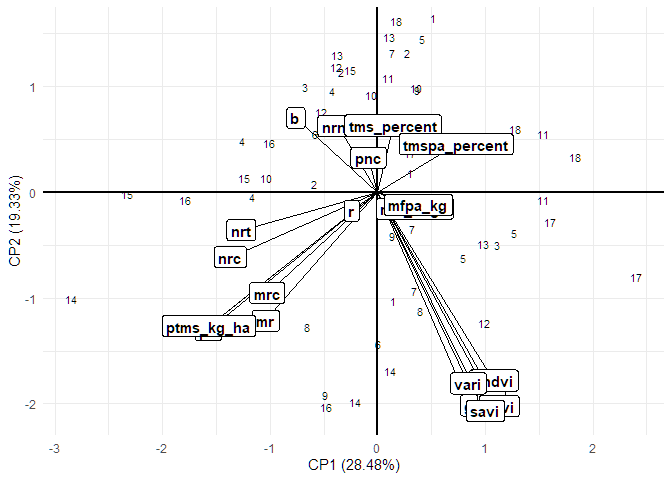 18 1
13 5
13 1 2
12 2 15
11
3 4 10 9
10
12
b nrn tms_percent 18 11
4 16 6 tmspa_percent
pnc 18
1
15 10 2
15 16 4 11
r mfpa_kg
nrt 7 17
9 5
13 3
nrc 5
17
mrc 7
14 1
8
ptms_kg_ha mr 12
8
6
14
vari ndvi
9 14
16 savi vi
1
0
-1
-2
-3 -2 -1 0 1 2
CP1 (28.48%)
CP2 (19.33%)